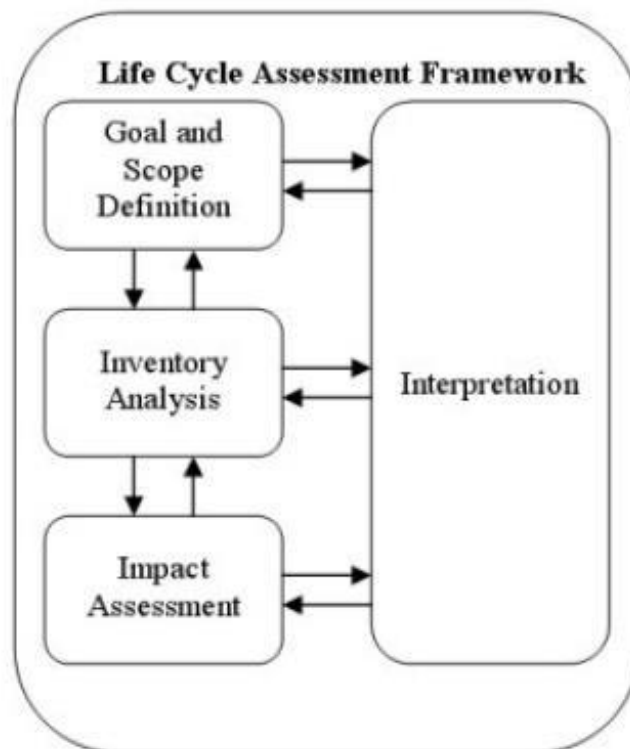 Life Cycle Assessment Framework
Goal and
Scope
Definition
Inventory
Analysis
Interpretation
Impact
Assessment